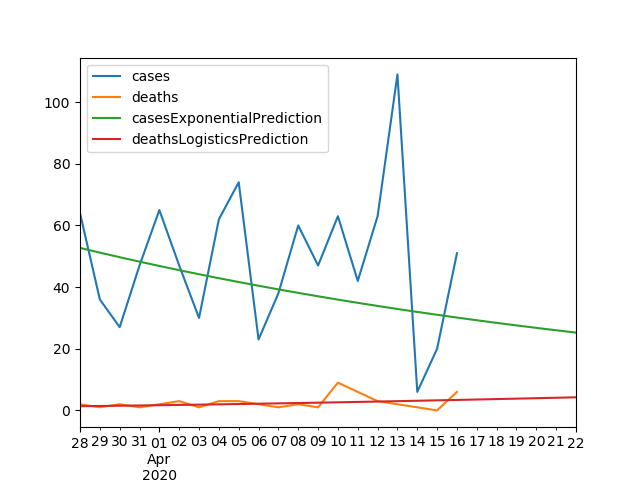 cases
deaths
casesExponentialPrediction
deathsLogisticsPrediction
100
80
60
40
20
0
28 29 30 31 01 02 03 04 05 06 07 08 09 10 11 12 13 14 15 16 17 18 19 20 21 22
Apr
2020